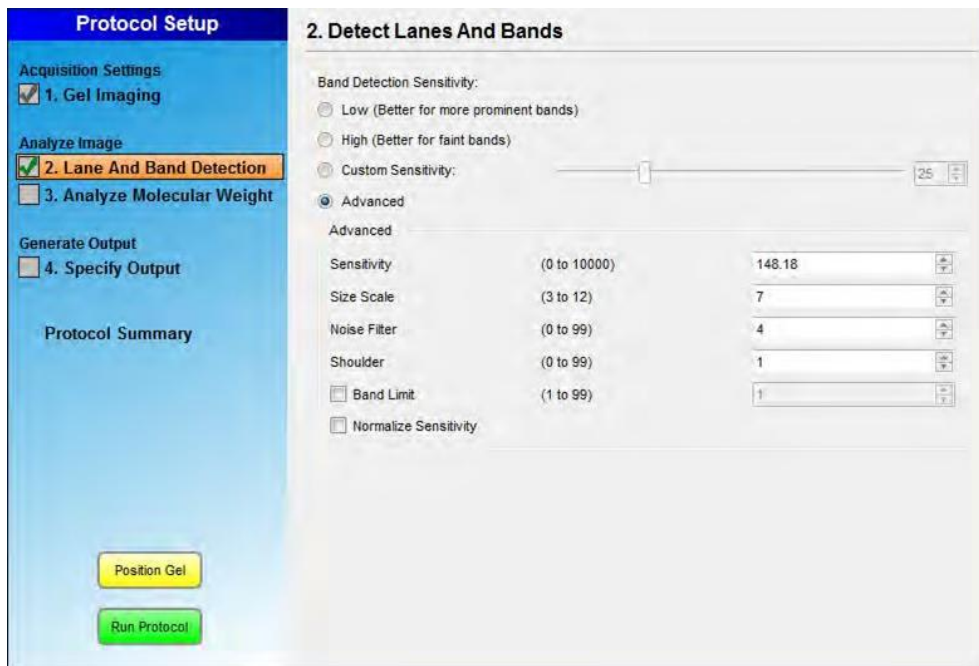 Protocol Setup
Acquisition Settings
1. Gel Imaging
Analyze Image
2. Lane And Band Detection
3. Analyze Molecular Weight
Generate Output
4. Specify Output
Protocol Summary
Position Gel
Run Protocol
2. Detect Lanes And Bands
Band Detection Sensitivity:
Low (Better for more prominent bands)
High (Better for faint bands)
Custom Sensitivity: 25
Advanced
Advanced
Sensitivity (0 to 10000) 148.18
Size Scale (3 to 12) 7
Noise Filter (0 to 99) 4
Shoulder (0 to 99) 1
Band Limit (1 to 99) 1
Normalize Sensitivity